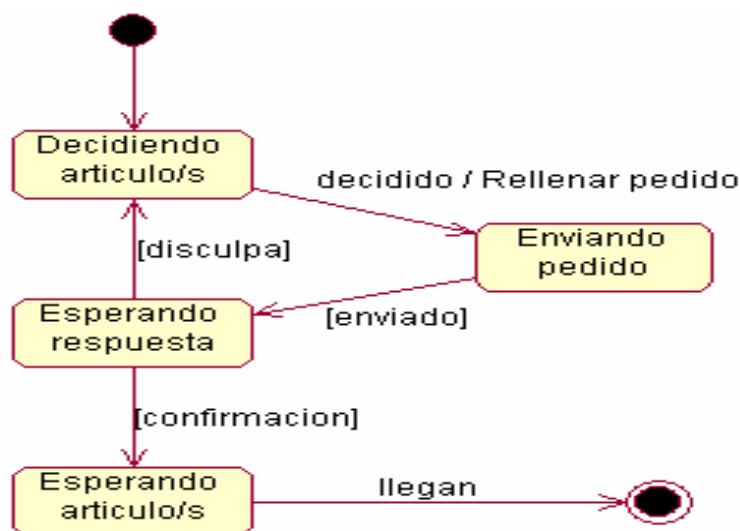 Decidiendo
articulo/s
decidido / Rellenar pedido
Enviando
pedido
[disculpa]
Esperando
respuesta
[enviado]
[confirmacion]
Esperando
articulo/s
llegan